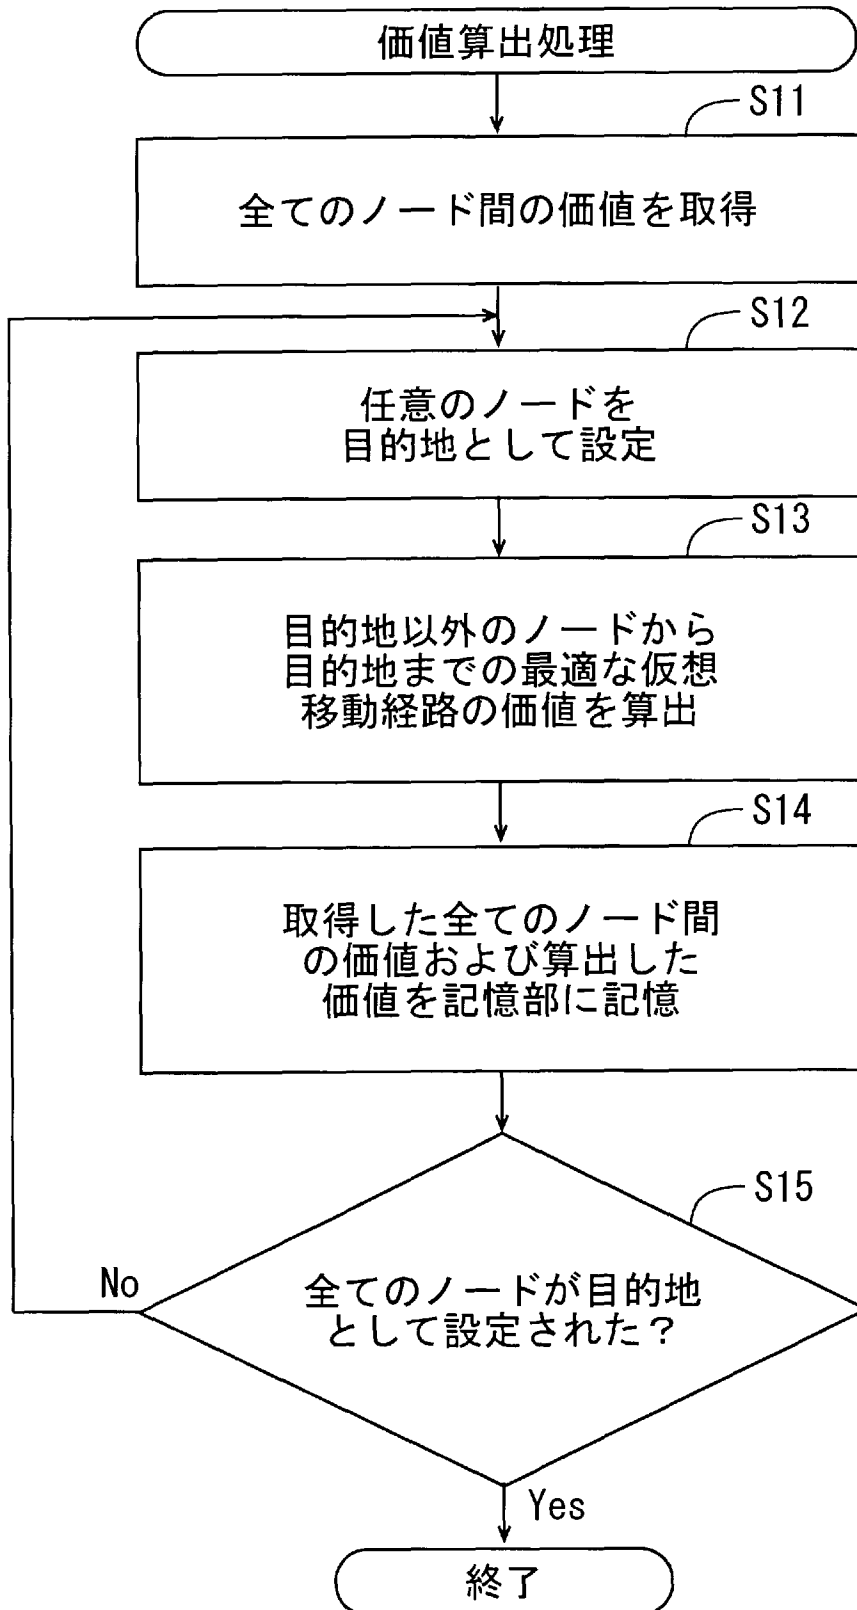 価値算出処理
S11
全てのノード間の価値を取得
S12
任意のノードを
目的地として設定
S13
目的地以外のノードから
目的地までの最適な仮想
移動経路の価値を算出
S14
取得した全てのノード間
の価値および算出した
価値を記憶部に記憶
S15
No
全てのノードが目的地
として設定された？
Yes
終了